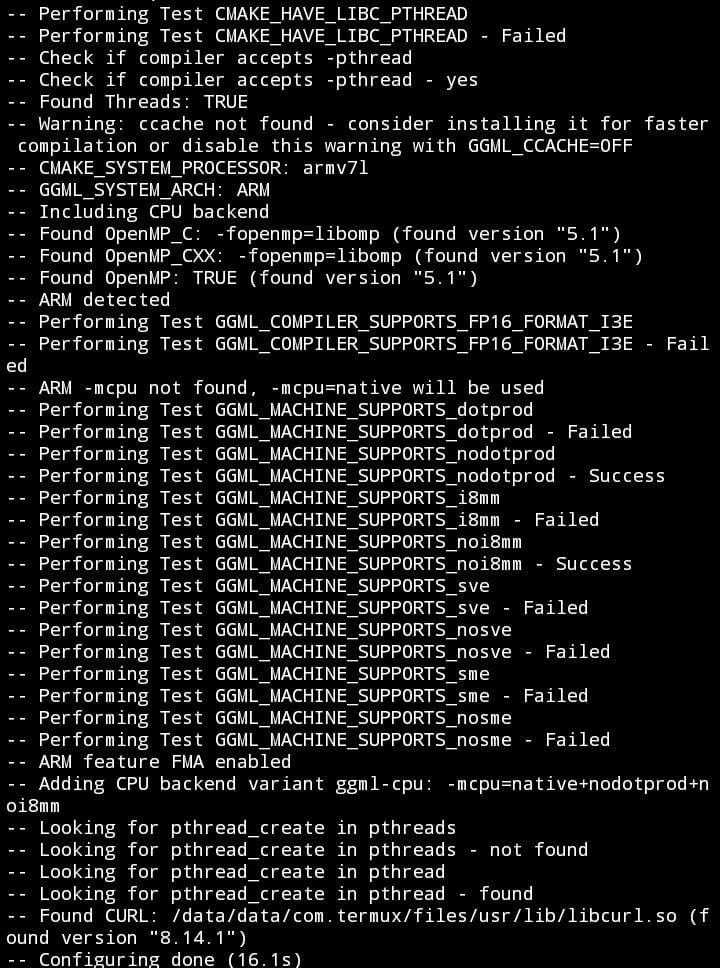 -- Performing Test CMAKE_HAVE_LIBC_PTHREAD
-- Performing Test CMAKE_HAVE_LIBC_PTHREAD - Failed
-- Check if compiler accepts -pthread
-- Check if compiler accepts -pthread - yes
-- Found Threads: TRUE
-- Warning: ccache not found - consider installing it for faster
 compilation or disable this warning with GGML_CCACHE=OFF
-- CMAKE_SYSTEM_PROCESSOR: armv7l
-- GGML_SYSTEM_ARCH: ARM
-- Including CPU backend
-- Found OpenMP_C: -fopenmp=libomp (found version "5.1")
-- Found OpenMP_CXX: -fopenmp=libomp (found version "5.1")
-- Found OpenMP: TRUE (found version "5.1")
-- ARM detected
-- Performing Test GGML_COMPILER_SUPPORTS_FP16_FORMAT_I3E
-- Performing Test GGML_COMPILER_SUPPORTS_FP16_FORMAT_I3E - Fail
ed
-- ARM -mcpu not found, -mcpu=native will be used
-- Performing Test GGML_MACHINE_SUPPORTS_dotprod
-- Performing Test GGML_MACHINE_SUPPORTS_dotprod - Failed
-- Performing Test GGML_MACHINE_SUPPORTS_nodotprod
-- Performing Test GGML_MACHINE_SUPPORTS_nodotprod - Success
-- Performing Test GGML_MACHINE_SUPPORTS_i8mm
-- Performing Test GGML_MACHINE_SUPPORTS_i8mm - Failed
-- Performing Test GGML_MACHINE_SUPPORTS_noi8mm
-- Performing Test GGML_MACHINE_SUPPORTS_noi8mm - Success
-- Performing Test GGML_MACHINE_SUPPORTS_sve
-- Performing Test GGML_MACHINE_SUPPORTS_sve - Failed
-- Performing Test GGML_MACHINE_SUPPORTS_nosve
-- Performing Test GGML_MACHINE_SUPPORTS_nosve - Failed
-- Performing Test GGML_MACHINE_SUPPORTS_sme
-- Performing Test GGML_MACHINE_SUPPORTS_sme - Failed
-- Performing Test GGML_MACHINE_SUPPORTS_nosme
-- Performing Test GGML_MACHINE_SUPPORTS_nosme - Failed
-- ARM feature FMA enabled
-- Adding CPU backend variant ggml-cpu: -mcpu=native+nodotprod+n
oi8mm
-- Looking for pthread_create in pthreads
-- Looking for pthread_create in pthreads - not found
-- Looking for pthread_create in pthread
-- Looking for pthread_create in pthread - found
-- Found CURL: /data/data/com.termux/files/usr/lib/libcurl.so (f
ound version "8.14.1")
-- Configuring done (16.1s)